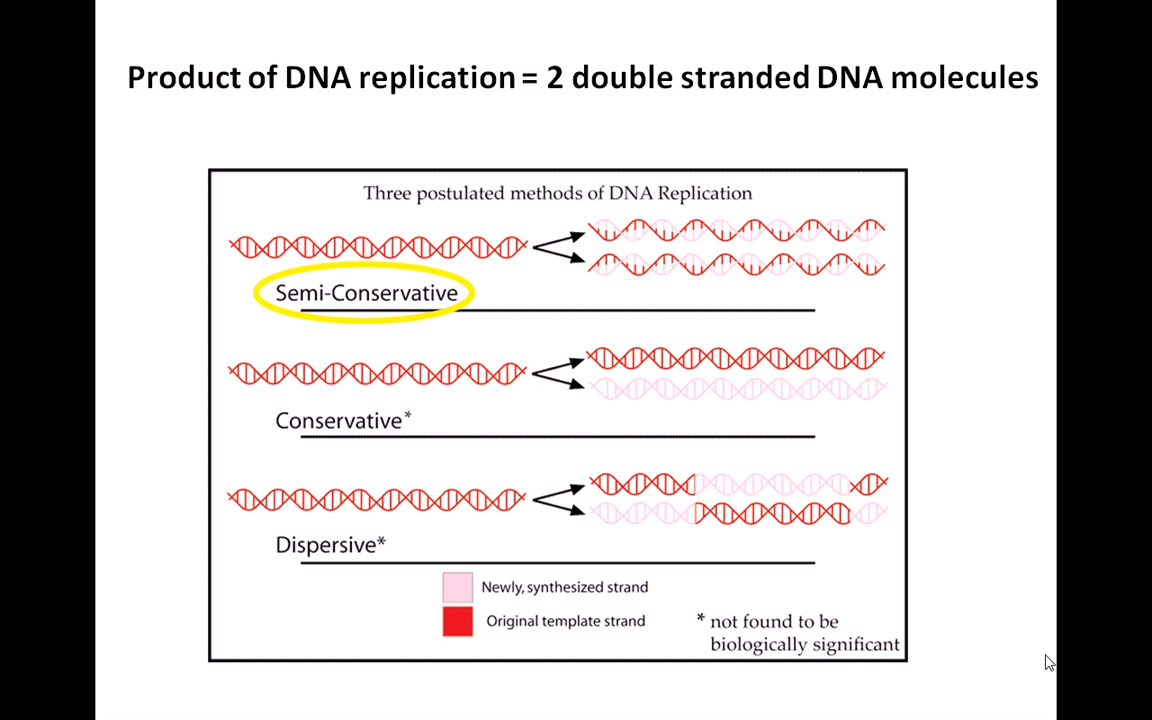 Product of DNA replication = 2 double stranded DNA molecules
Three postulated methods of DNA Replication
Semi-Conservative
Conservative*
Dispersive*
Newly, synthesized strand
Original template strand
* not found to be
biologically significant